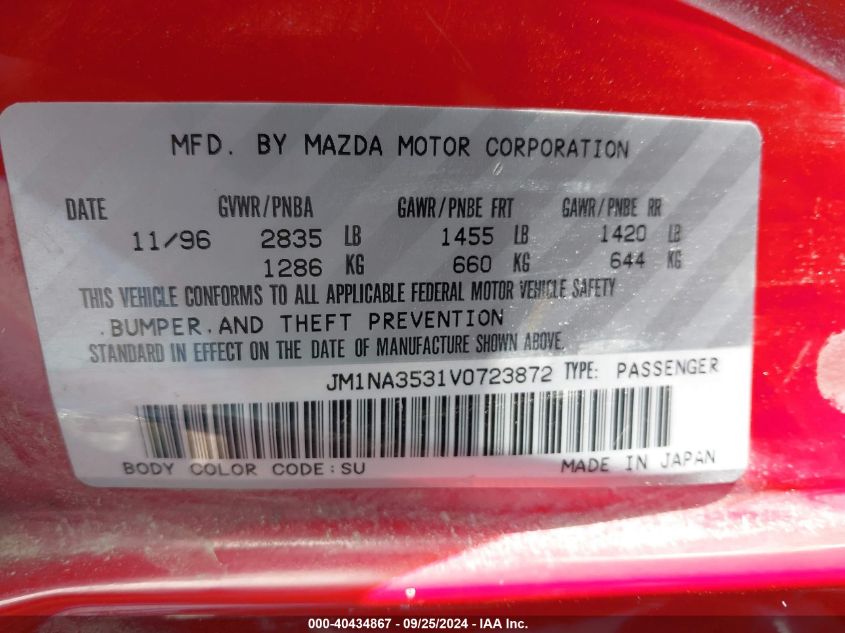 MFD. BY MAZDA MOTOR CORPORATION
DATE GVWR/PNBA GAWR/PNBE FRT GAWR/PNBE RR
11/96 2835 LB 1455 LB 1420 LB
1286 KG 660 KG 644 KG
THIS VEHICLE CONFORMS TO ALL APPLICABLE FEDERAL MOTOR VEHICLE SAFETY
.BUMPER.AND THEFT PREVENTION
STANDARD IN EFFECT ON THE DATE OF MANUFACTURE SHOWN ABOVE.
JM1NA3531V0723872 TYPE: PASSENGER
BODY COLOR CODE:SU MADE IN JAPAN
000-40434867 - 09/25/2024 - IAA Inc.